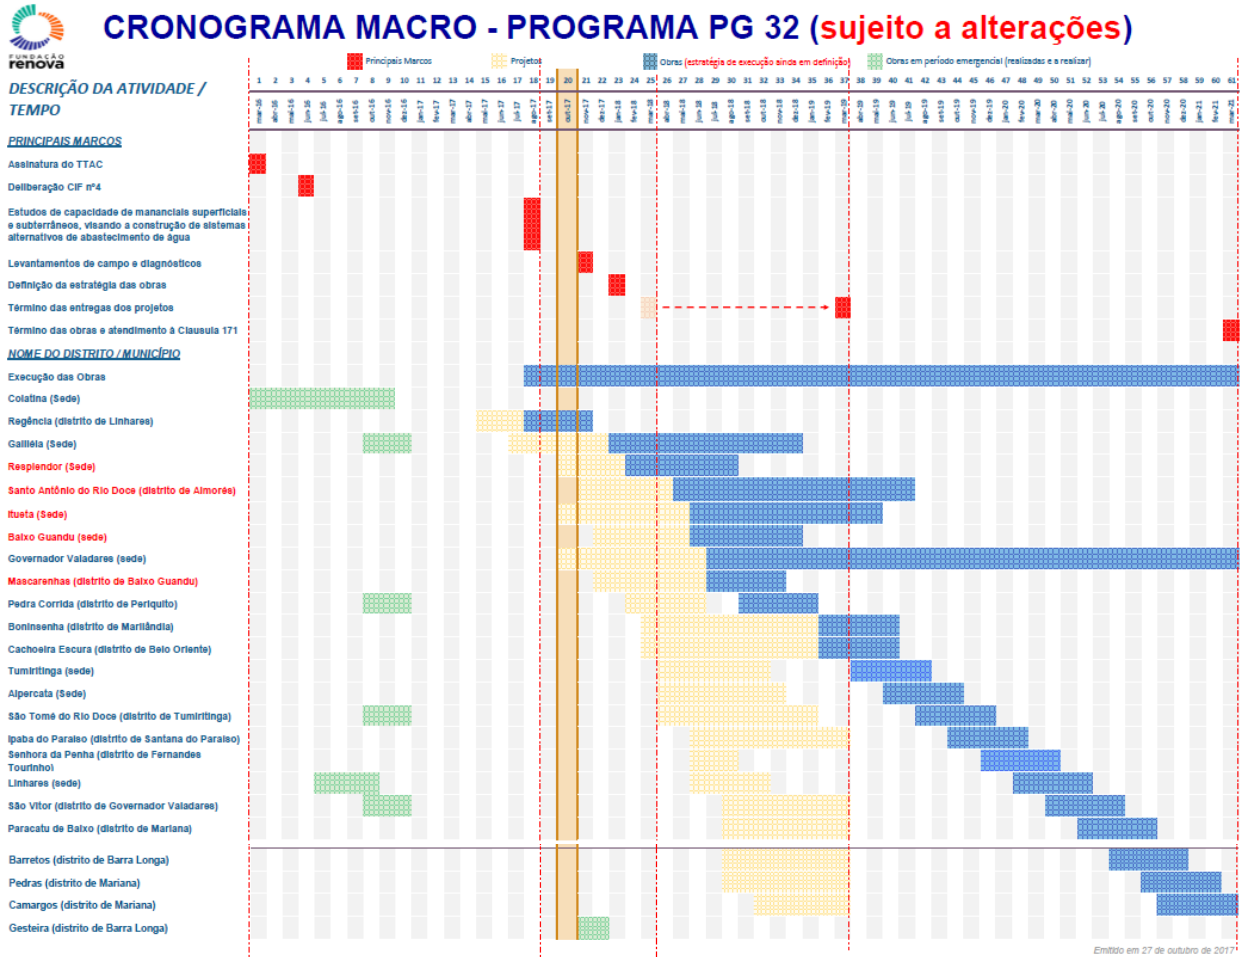 FUNDAÇÃO
renova
CRONOGRAMA MACRO - PROGRAMA PG 32 (sujeito a alterações)
Principais Marcos
Projetos
Obras (estratégia de execução ainda em definição)
Obras em período emergencial (realizadas e a realizar)
DESCRIÇÃO DA ATIVIDADE /
TEMPO
1 2 3 4 5 6 7 8 9 10 11 12 13 14 15 16 17 18 19 20 21 22 23 24 25 26 27 28 29 30 31 32 33 34 35 36 37 38 39 40 41 42 43 44 45 46 47 48 49 50 51 52 53 54 55 56 57 58 59 60 61
PRINCIPAIS MARCOS
Assinatura do TTAC
Deliberação CIF nº4
Estudos de capacidade de mananciais superficiais
e subterrâneos, visando a construção de sistemas
alternativos de abastecimento de água
Levantamentos de campo e diagnósticos
Definição da estratégia das obras
Término das entregas dos projetos
Término das obras e atendimento à Clausula 171
NOME DO DISTRITO / MUNICÍPIO
Execução das Obras
Colatina (Sede)
Regência (distrito de Linhares)
Galiléia (Sede)
Resplendor (Sede)
Santo Antônio do Rio Doce (distrito de Aimorés)
Itueta (Sede)
Baixo Guandu (sede)
Governador Valadares (sede)
Mascarenhas (distrito de Baixo Guandu)
Pedra Corrida (distrito de Periquito)
Boninsenha (distrito de Marilândia)
Cachoeira Escura (distrito de Belo Oriente)
Tumiritinga (sede)
Alpercata (Sede)
São Tomé do Rio Doce (distrito de Tumiritinga)
Ipaba do Paraíso (distrito de Santana do Paraíso)
Senhora da Penha (distrito de Fernandes
Tourinho)
Linhares (sede)
São Vítor (distrito de Governador Valadares)
Paracatu de Baixo (distrito de Mariana)
Barretos (distrito de Barra Longa)
Pedras (distrito de Mariana)
Camargos (distrito de Mariana)
Gesteira (distrito de Barra Longa)
Emitido em 27 de outubro de 2017